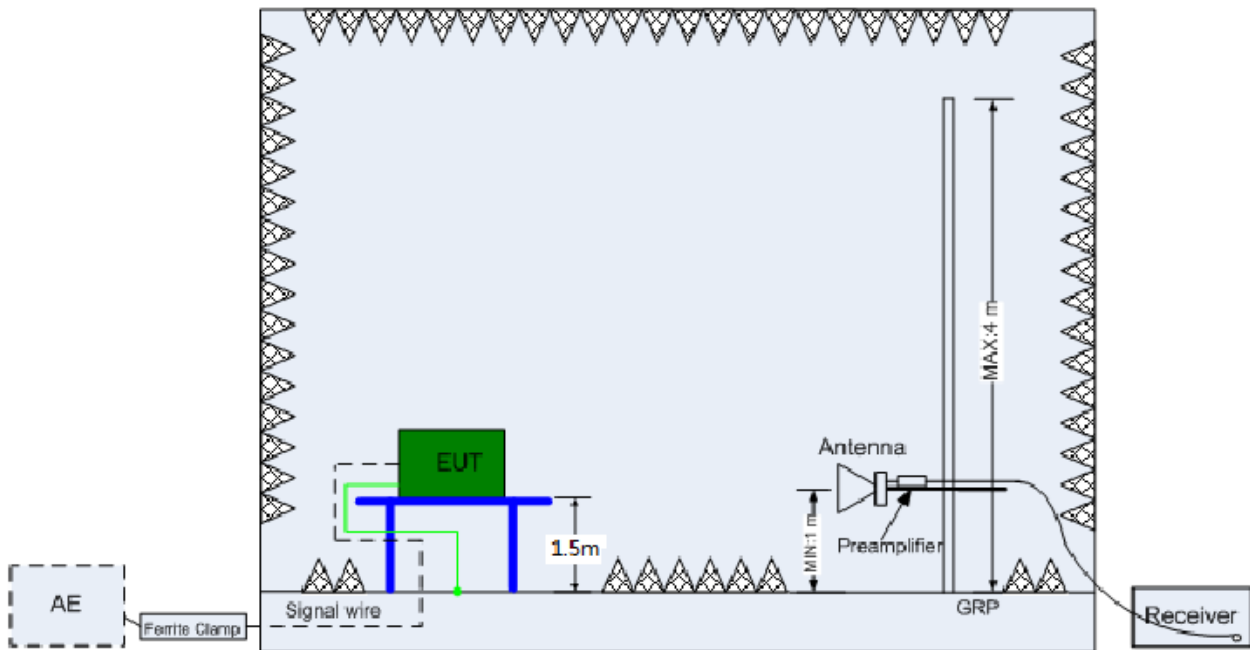 MAX:4 m
Antenna
EUT
MIN:1 m
1.5m
Preamplifier
AE
Signal wire
GRP
Receiver
Ferrite Clamp